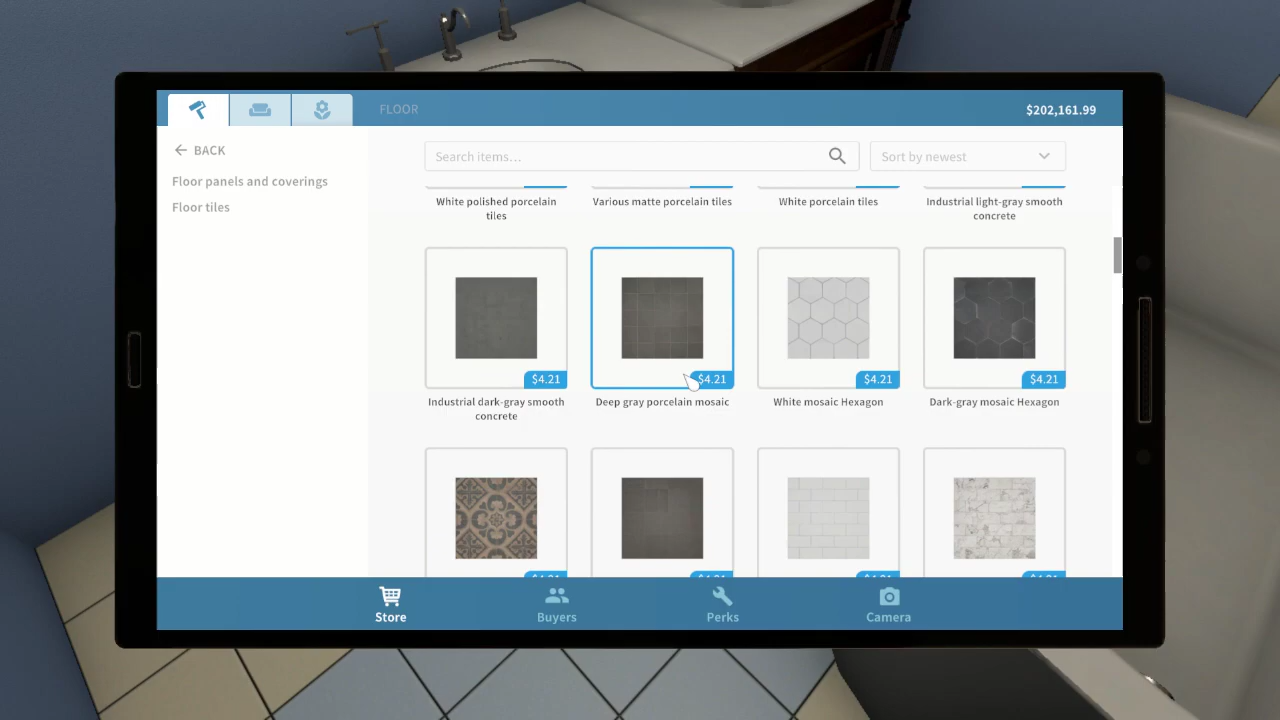 FLOOR
$202,161.99
BACK
Search items...
Sort by newest
Floor panels and coverings
Floor tiles
White polished porcelain
tiles
Various matte porcelain tiles
White porcelain tiles
Industrial light-gray smooth
concrete
$4.21
$4.21
$4.21
$4.21
Industrial dark-gray smooth
concrete
Deep gray porcelain mosaic
White mosaic Hexagon
Dark-gray mosaic Hexagon
Store
Buyers
Perks
Camera